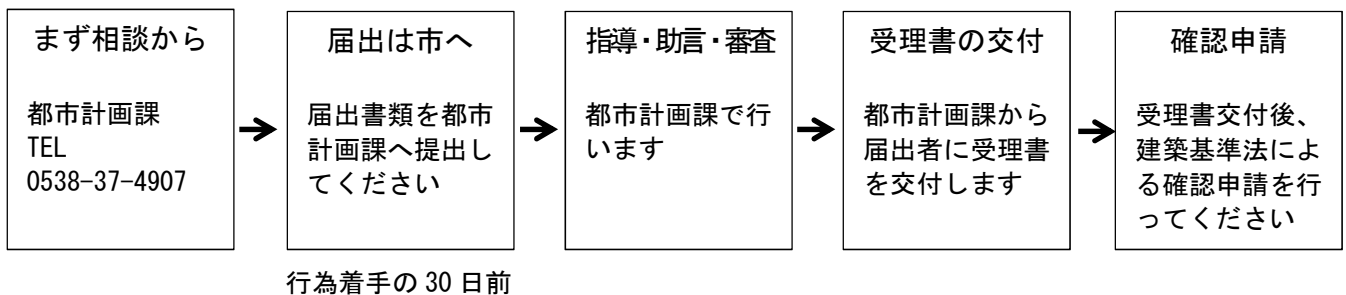 まず相談から
都市計画課
TEL
0538-37-4907
届出は市へ
届出書類を都市
計画課へ提出し
てください
指導・助言・審査
都市計画課で行
います
受理書の交付
都市計画課から
届出者に受理書
を交付します
確認申請
受理書交付後、
建築基準法によ
る確認申請を行
ってください
行為着手の 30 日前